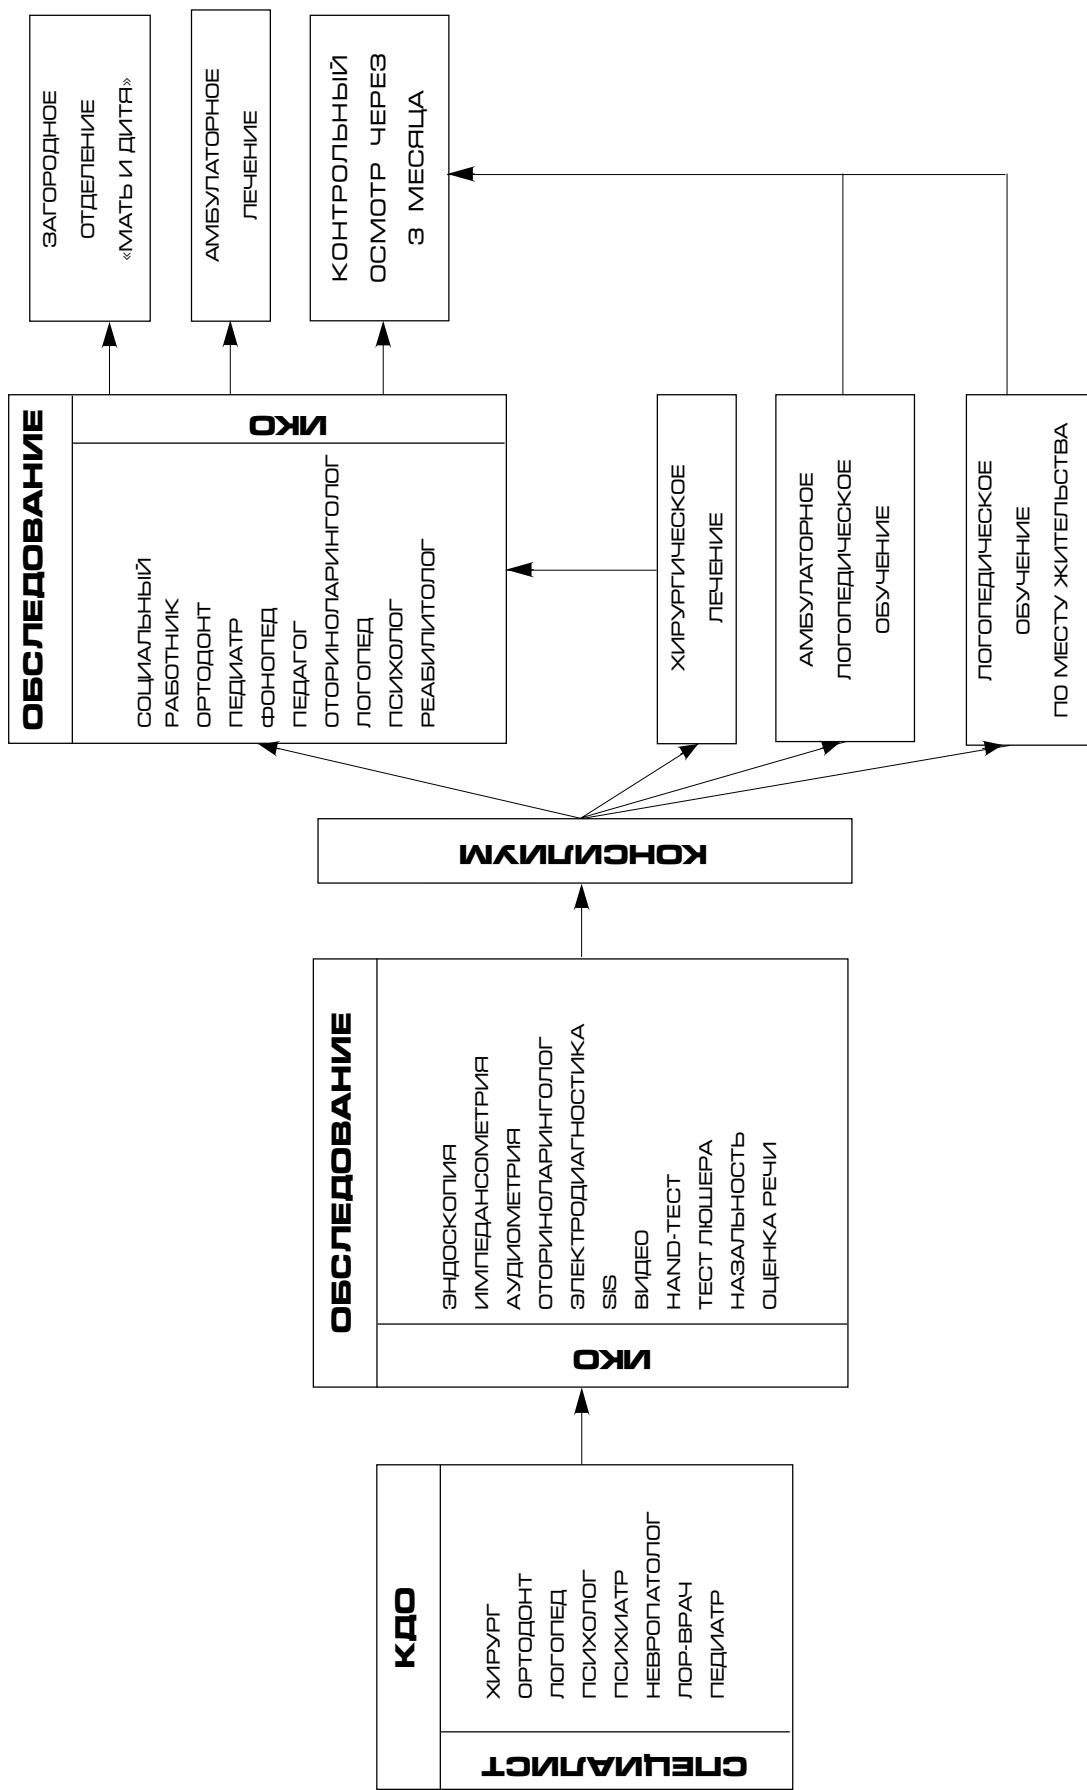 КДО
СПЕЦИАЛИСТ
ХИРУРГ
ОРТОДОНТ
ЛОГОПЕД
ПСИХОЛОГ
ПСИХИАТР
НЕВРОПАТОЛОГ
ЛОР-ВРАЧ
ПЕДИАТР
ОБСЛЕДОВАНИЕ
ИКО
ЭНДОСКОПИЯ
ИМПЕДАНСОМЕТРИЯ
АУДИОМЕТРИЯ
ОТОРИНОЛАРИНГОЛОГ
ЭЛЕКТРОДИАГНОСТИКА
SIS
ВИДЕО
HAND-ТЕСТ
ТЕСТ ЛЮШЕРА
НАЗАЛЬНОСТЬ
ОЦЕНКА РЕЧИ
КОНСИЛИУМ
ОБСЛЕДОВАНИЕ
СОЦИАЛЬНЫЙ
РАБОТНИК
ОРТОДОНТ
ПЕДИАТР
ФОНОПЕД
ПЕДАГОГ
ОТОРИНОЛАРИНГОЛОГ
ЛОГОПЕД
ПСИХОЛОГ
РЕАБИЛИТОЛОГ
ИКО
ХИРУРГИЧЕСКОЕ
ЛЕЧЕНИЕ
АМБУЛАТОРНОЕ
ЛОГОПЕДИЧЕСКОЕ
ОБУЧЕНИЕ
ЛОГОПЕДИЧЕСКОЕ
ОБУЧЕНИЕ
ПО МЕСТУ ЖИТЕЛЬСТВА
ЗАГОРОДНОЕ
ОТДЕЛЕНИЕ
«МАТЬ И ДИТЯ»
АМБУЛАТОРНОЕ
ЛЕЧЕНИЕ
КОНТРОЛЬНЫЙ
ОСМОТР ЧЕРЕЗ
3 МЕСЯЦА